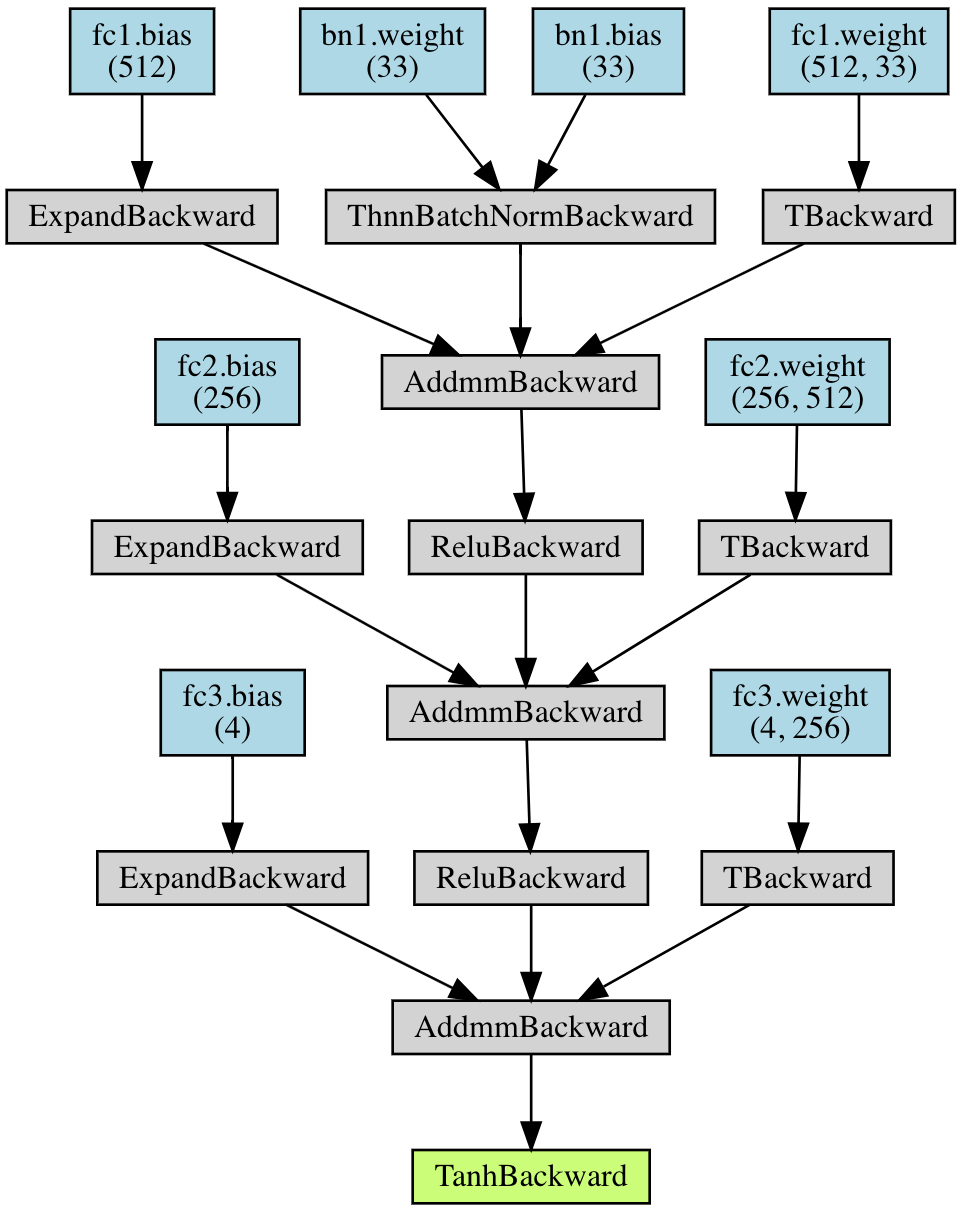 fc1.bias
(512)
bn1.weight
(33)
bn1.bias
(33)
fc1.weight
(512, 33)
ExpandBackward
ThnnBatchNormBackward
TBackward
AddmmBackward
fc2.bias
(256)
fc2.weight
(256, 512)
ExpandBackward
ReluBackward
TBackward
AddmmBackward
fc3.bias
(4)
fc3.weight
(4, 256)
ExpandBackward
ReluBackward
TBackward
AddmmBackward
TanhBackward